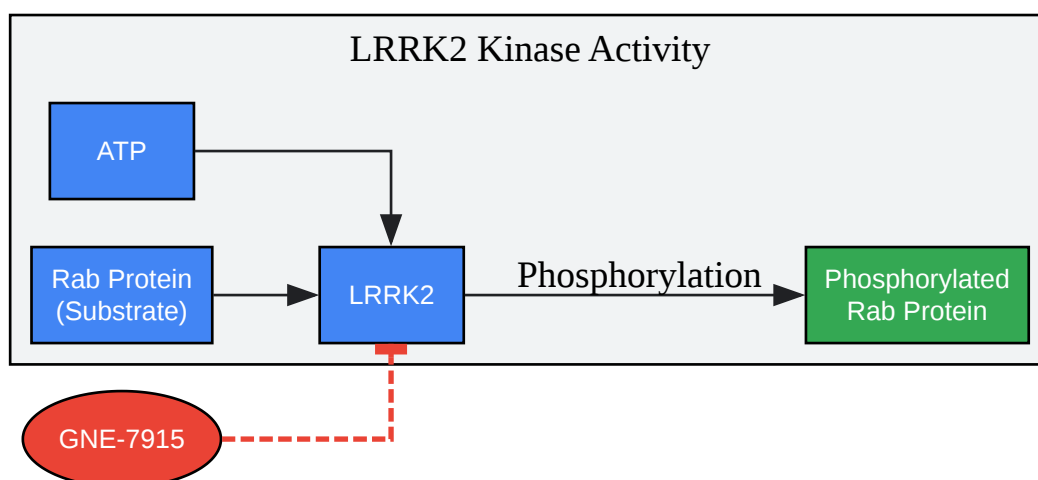 LRRK2 Kinase Activity
ATP
Rab Protein
(Substrate)
LRRK2
Phosphorylation
Phosphorylated
Rab Protein
GNE-7915